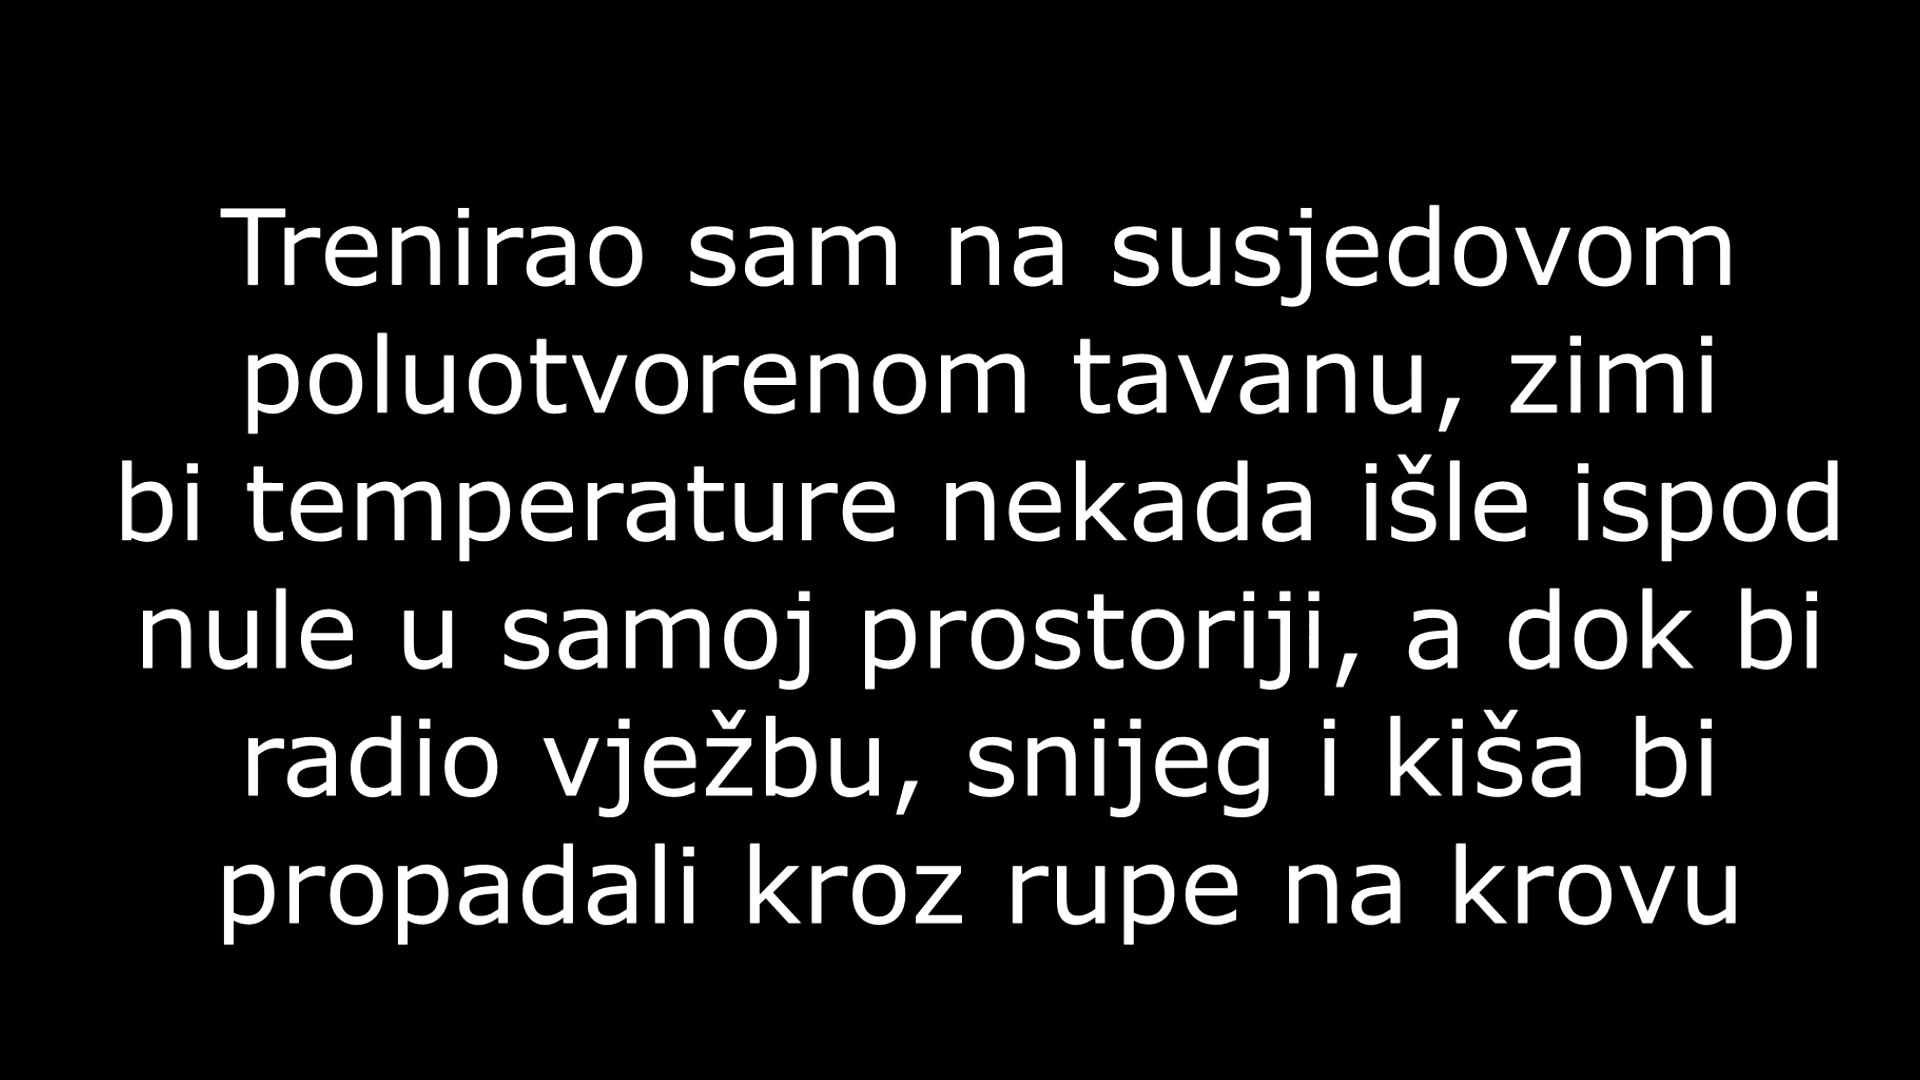 Trenirao sam na susjedovom
poluotvorenom tavanu, zimi
bi temperature nekada išle ispod
nule u samoj prostoriji, a dok bi
radio vježbu, snijeg i kiša bi
propadali kroz rupe na krovu